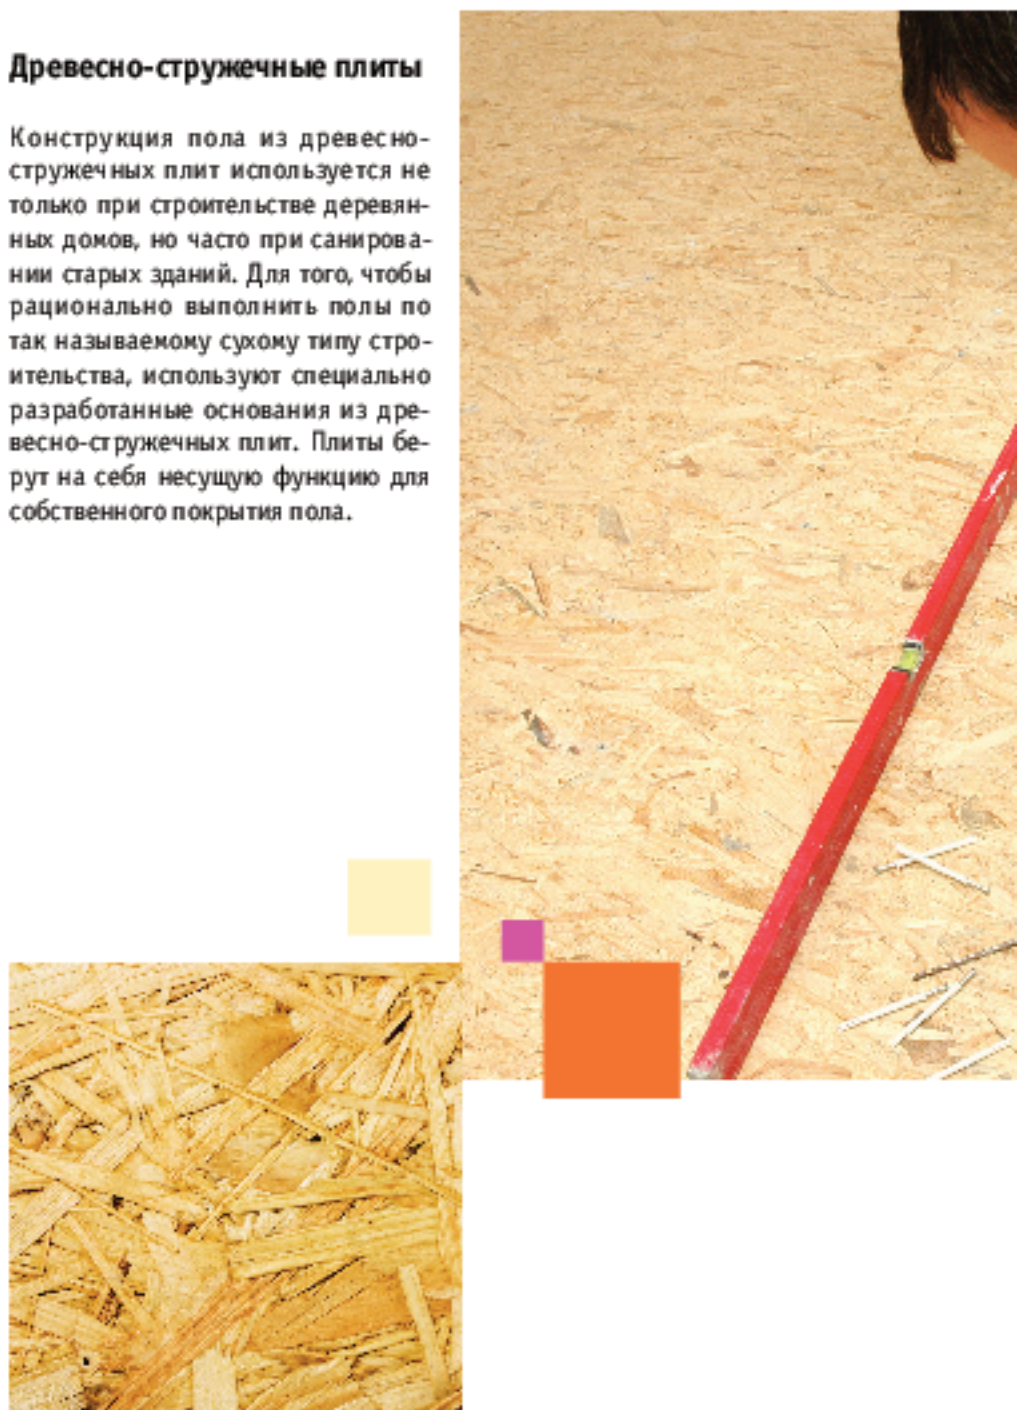 Древесно-стружечные плиты
Конструкция пола из древесно-
стружечных плит используется не
только при строительстве деревян-
ных домов, но часто при санирова-
нии старых зданий. Для того, чтобы
рационально выполнить полы по
так называемому сухому типу стро-
ительства, используют специально
разработанные основания из дре-
весно-стружечных плит. Плиты бе-
рут на себя несущую функцию для
собственного покрытия пола.